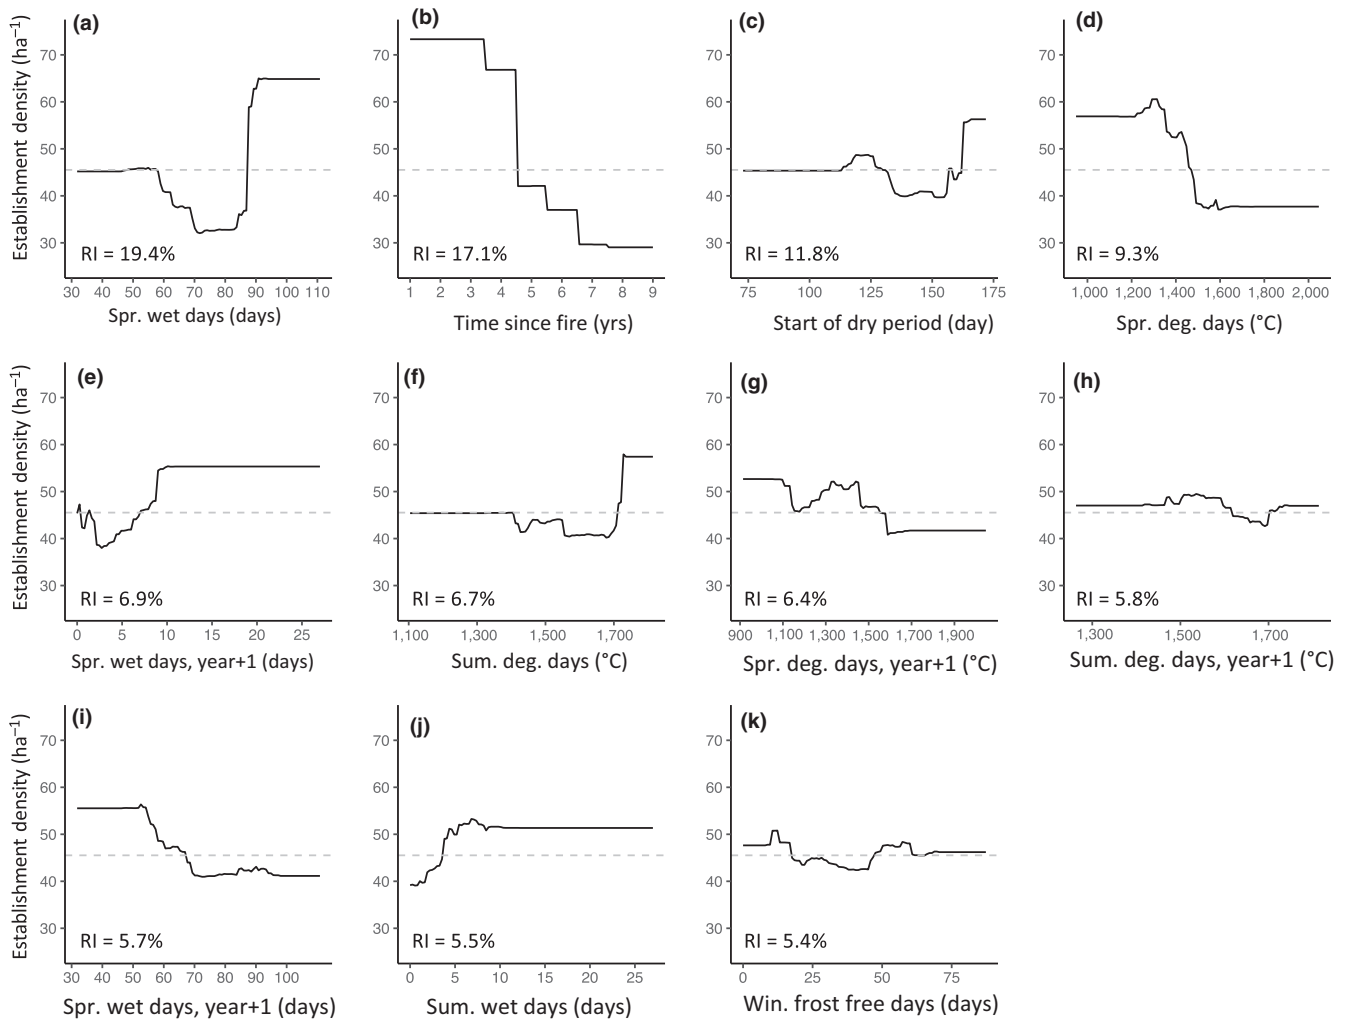 (a)
Establishment density (ha⁻¹)
70
60
50
40
30
RI = 19.4%
30 40 50 60 70 80 90 100 110
Spr. wet days (days)
(b)
70
60
50
40
30
RI = 17.1%
1 2 3 4 5 6 7 8 9
Time since fire (yrs)
(c)
70
60
50
40
30
RI = 11.8%
75 100 125 150 175
Start of dry period (day)
(d)
70
60
50
40
30
RI = 9.3%
1,000 1,200 1,400 1,600 1,800 2,000
Spr. deg. days (°C)
(e)
Establishment density (ha⁻¹)
70
60
50
40
30
RI = 6.9%
0 5 10 15 20 25
Spr. wet days, year+1 (days)
(f)
70
60
50
40
30
RI = 6.7%
1,100 1,300 1,500 1,700
Sum. deg. days (°C)
(g)
70
60
50
40
30
RI = 6.4%
900 1,100 1,300 1,500 1,700 1,900
Spr. deg. days, year+1 (°C)
(h)
70
60
50
40
30
RI = 5.8%
1,300 1,500 1,700
Sum. deg. days, year+1 (°C)
(i)
Establishment density (ha⁻¹)
70
60
50
40
30
RI = 5.7%
30 40 50 60 70 80 90 100
Spr. wet days, year+1 (days)
(j)
70
60
50
40
30
RI = 5.5%
0 5 10 15 20 25
Sum. wet days (days)
(k)
70
60
50
40
30
RI = 5.4%
0 25 50 75
Win. frost free days (days)